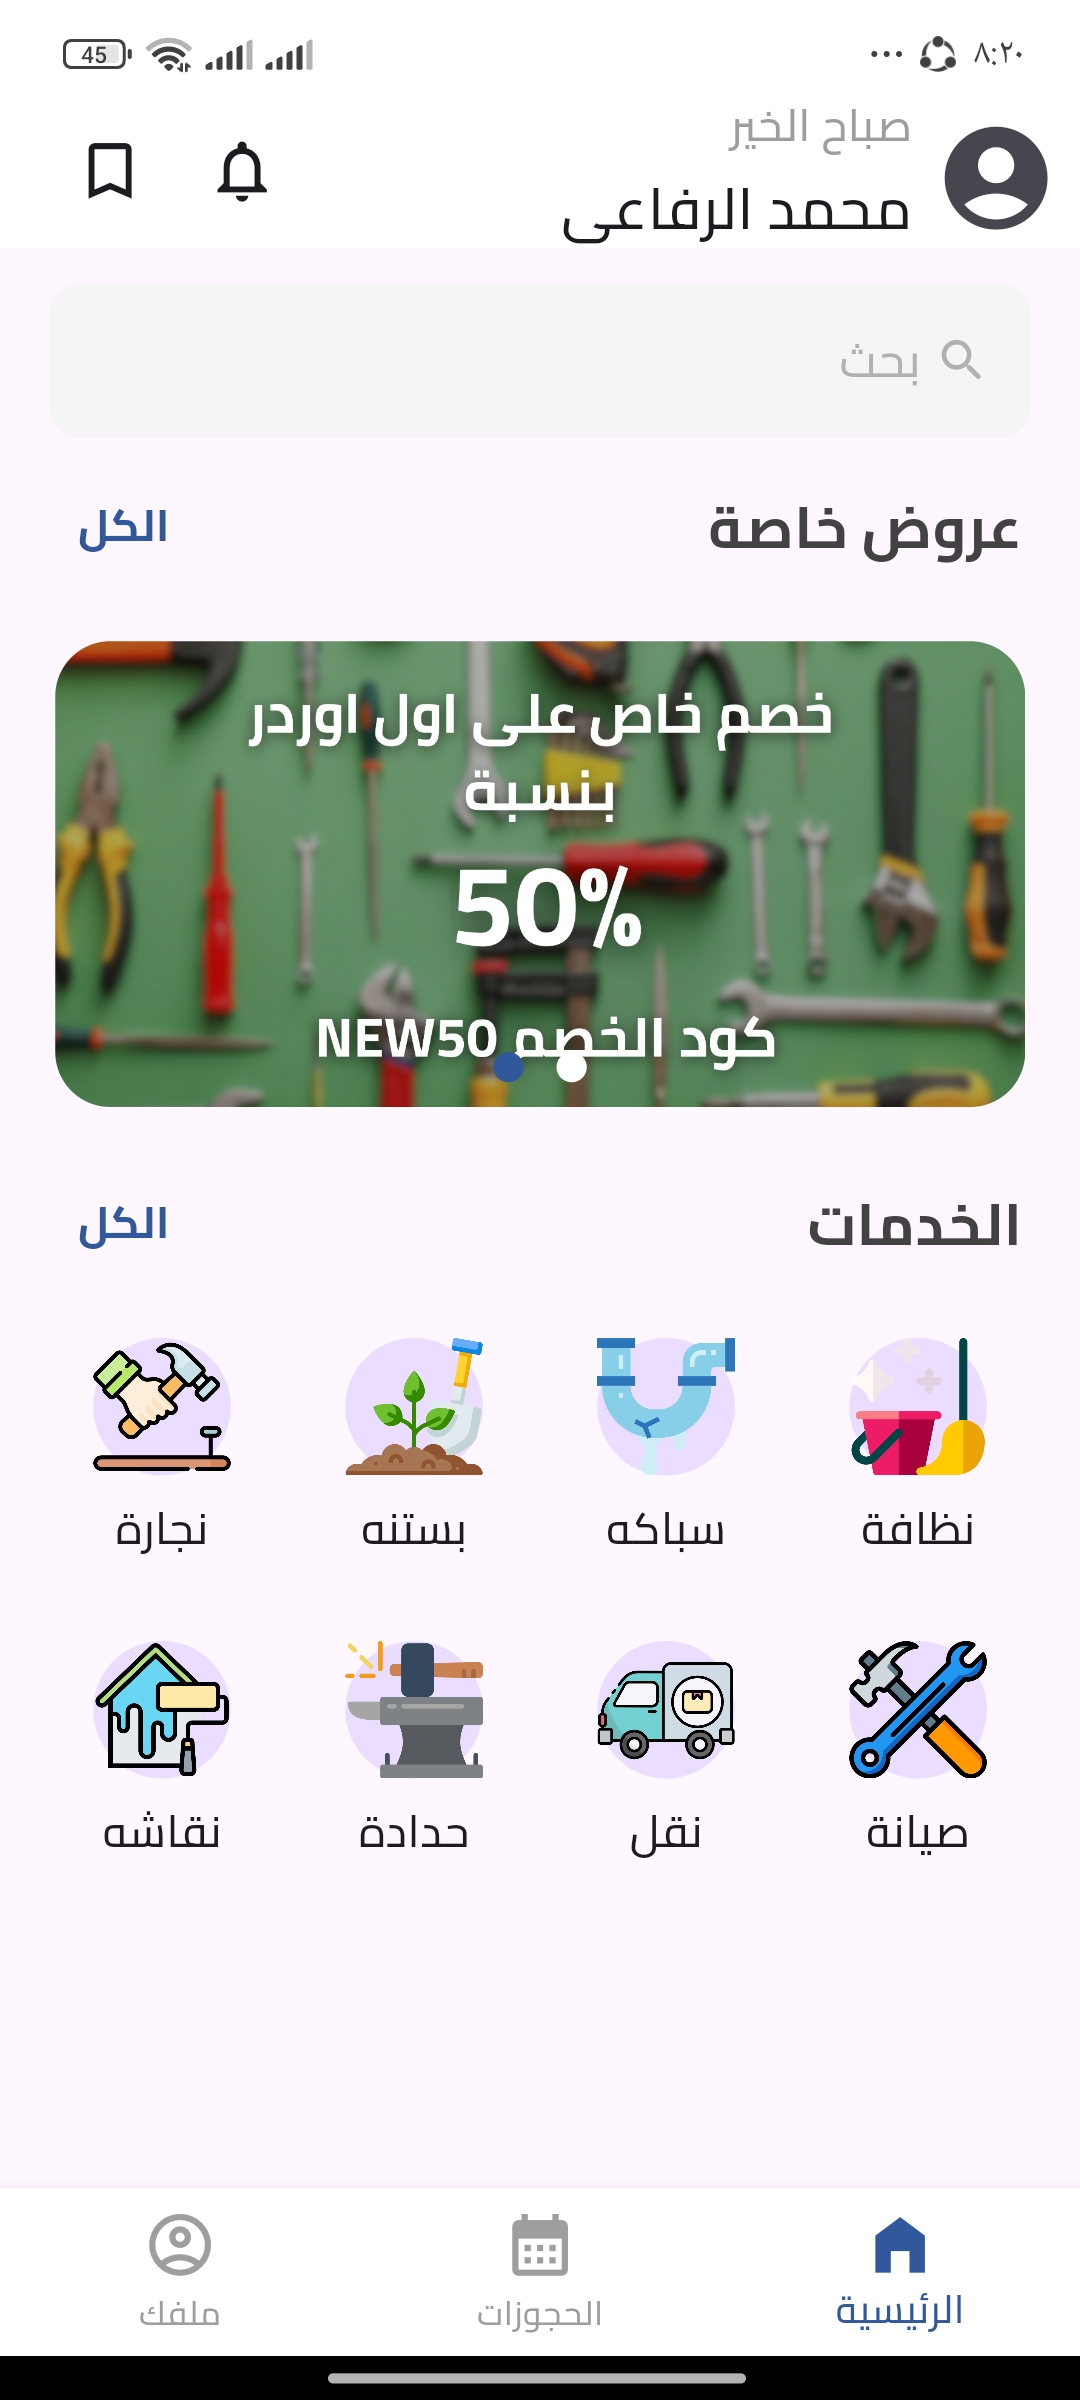 ٨:٢٠
45
صباح الخير
محمد الرفاعى
بحث
عروض خاصة
الكل
خصم خاص على اول اوردر
بنسبة
50%
كود الخصم NEW50
الخدمات
الكل
نظافة
سباكه
بستنه
نجارة
صيانة
نقل
حدادة
نقاشه
الرئيسية
الحجوزات
ملفك